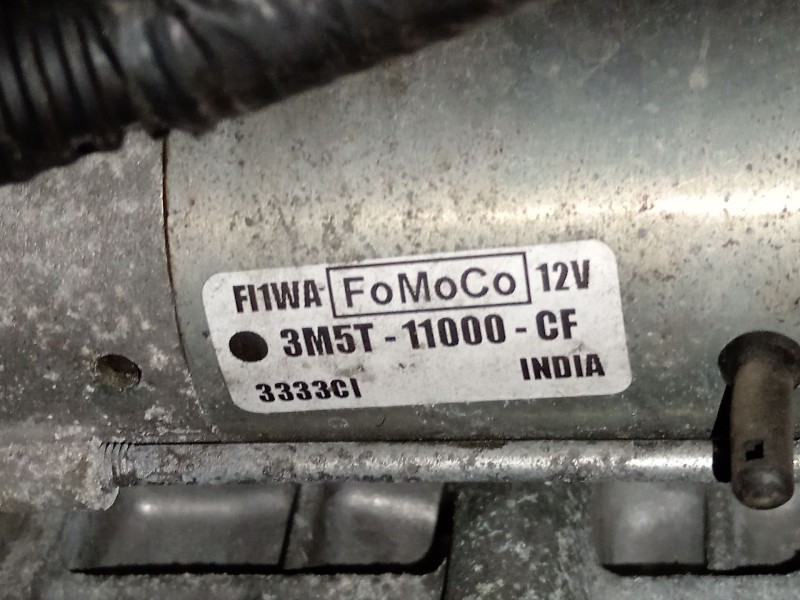 FI1WA FoMoCo 12V
3M5T - 11000 - CF
INDIA
3333CI